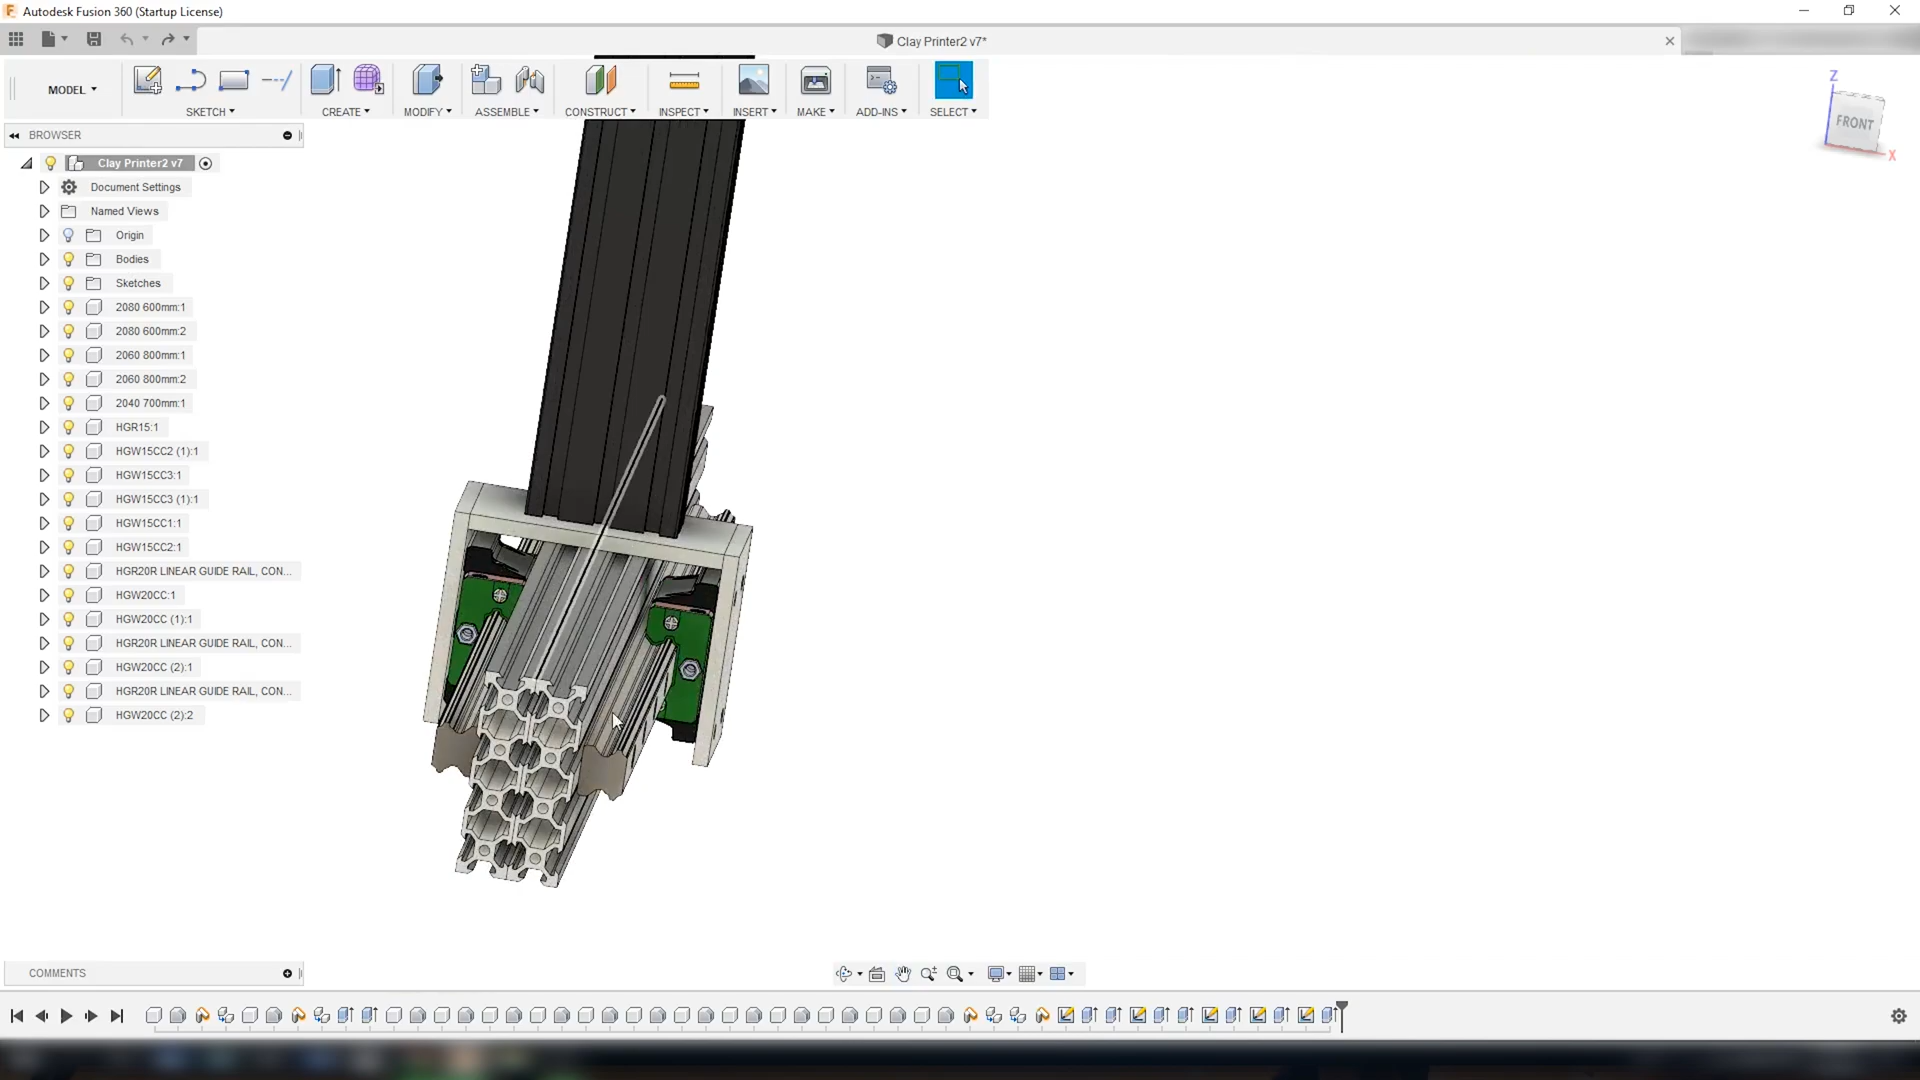 Autodesk Fusion 360 (Startup License)
Clay Printer2 v7*
MODEL
SKETCH
CREATE
MODIFY
ASSEMBLE
CONSTRUCT
INSPECT
INSERT
MAKE
ADD-INS
SELECT
Z
FRONT
X
BROWSER
Clay Printer2 v7
Document Settings
Named Views
Origin
Bodies
Sketches
2080 600mm:1
2080 600mm:2
2060 800mm:1
2060 800mm:2
2040 700mm:1
HGR15:1
HGW15CC2 (1):1
HGW15CC3:1
HGW15CC3 (1):1
HGW15CC1:1
HGW15CC2:1
HGR20R LINEAR GUIDE RAIL, CON...
HGW20CC:1
HGW20CC (1):1
HGR20R LINEAR GUIDE RAIL, CON...
HGW20CC (2):1
HGR20R LINEAR GUIDE RAIL, CON...
HGW20CC (2):2
COMMENTS